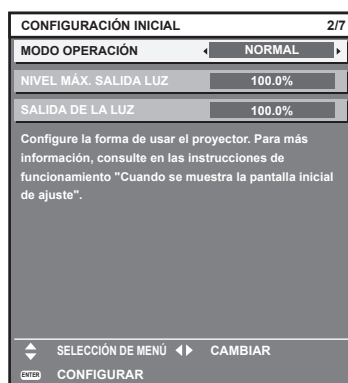 CONFIGURACIÓN INICIAL 2/7
MODO OPERACIÓN NORMAL
NIVEL MÁX. SALIDA LUZ 100.0%
SALIDA DE LA LUZ 100.0%
Configure la forma de usar el
proyector. Para más
información, consulte en las instrucciones de
funcionamiento "Cuando se muestra la pantalla inicial
de ajuste".
SELECCIÓN DE MENÚ CAMBIAR
ENTER CONFIGURAR